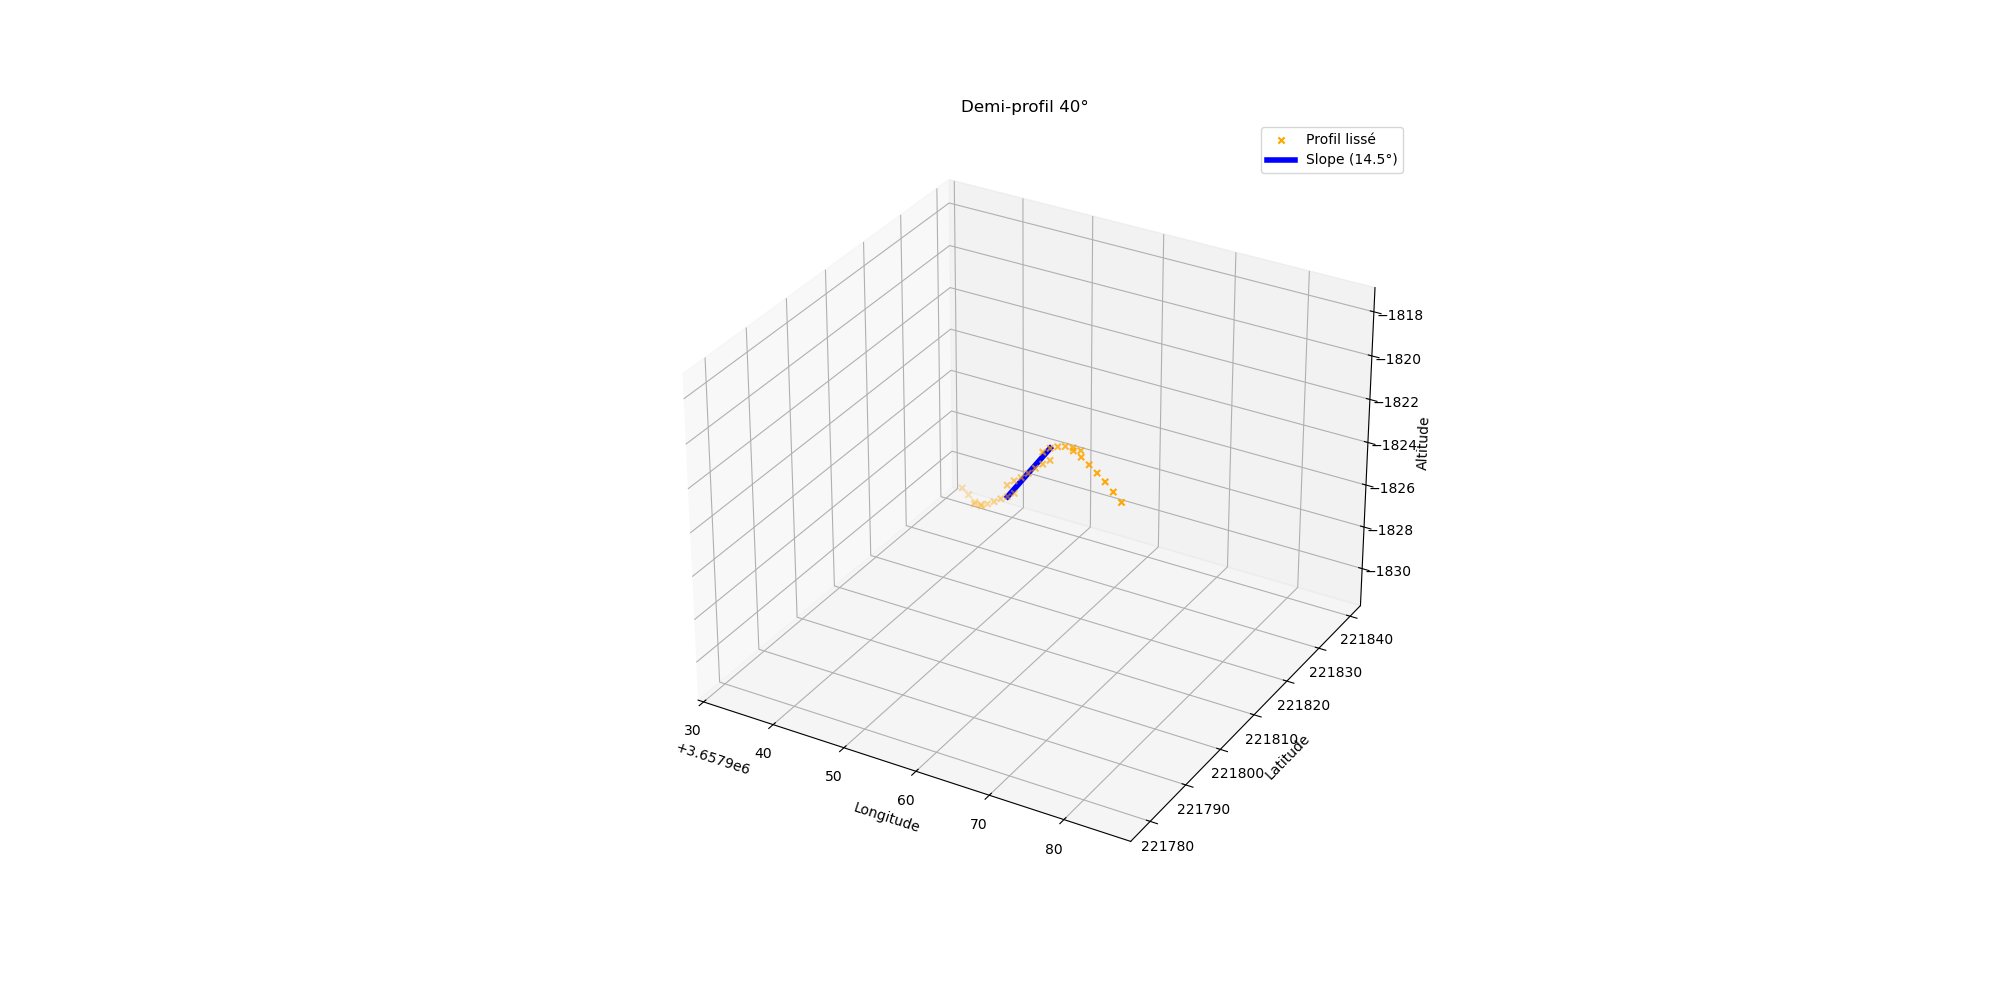 Demi-profil 40°
Profil lissé
Slope (14.5°)
−1818
−1820
−1822
−1824
−1826
−1828
−1830
Altitude
221840
221830
221820
221810
221800
221790
221780
Latitude
30
40
50
60
70
80
+3.6579e6
Longitude